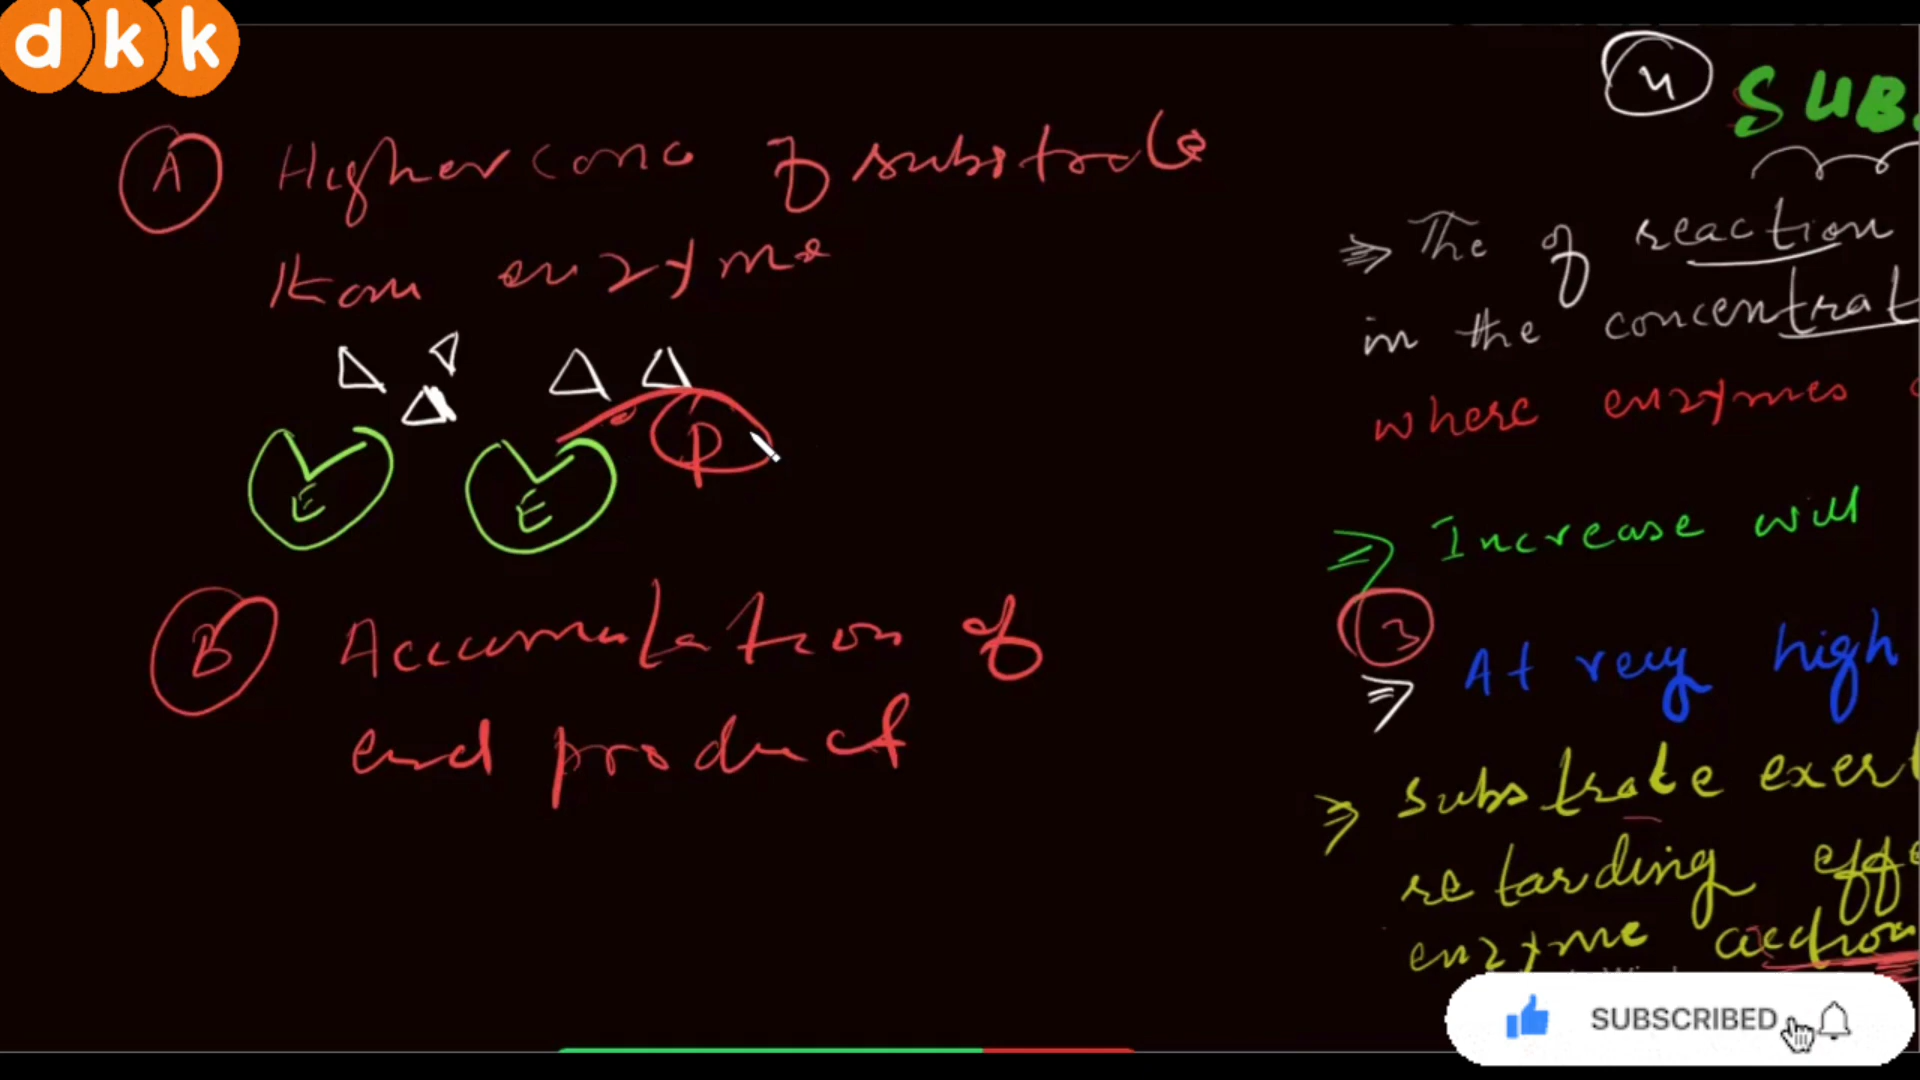 dkk
A Higher conc of substrate
than enzyme
E E P
B Accumulation of
end product
4 SUB
⇒ The of reaction
in the concentrat
where enzymes
⇒ Increase will
3
⇒ At very high
⇒ substrate exert
retarding effe
enzyme action
SUBSCRIBED